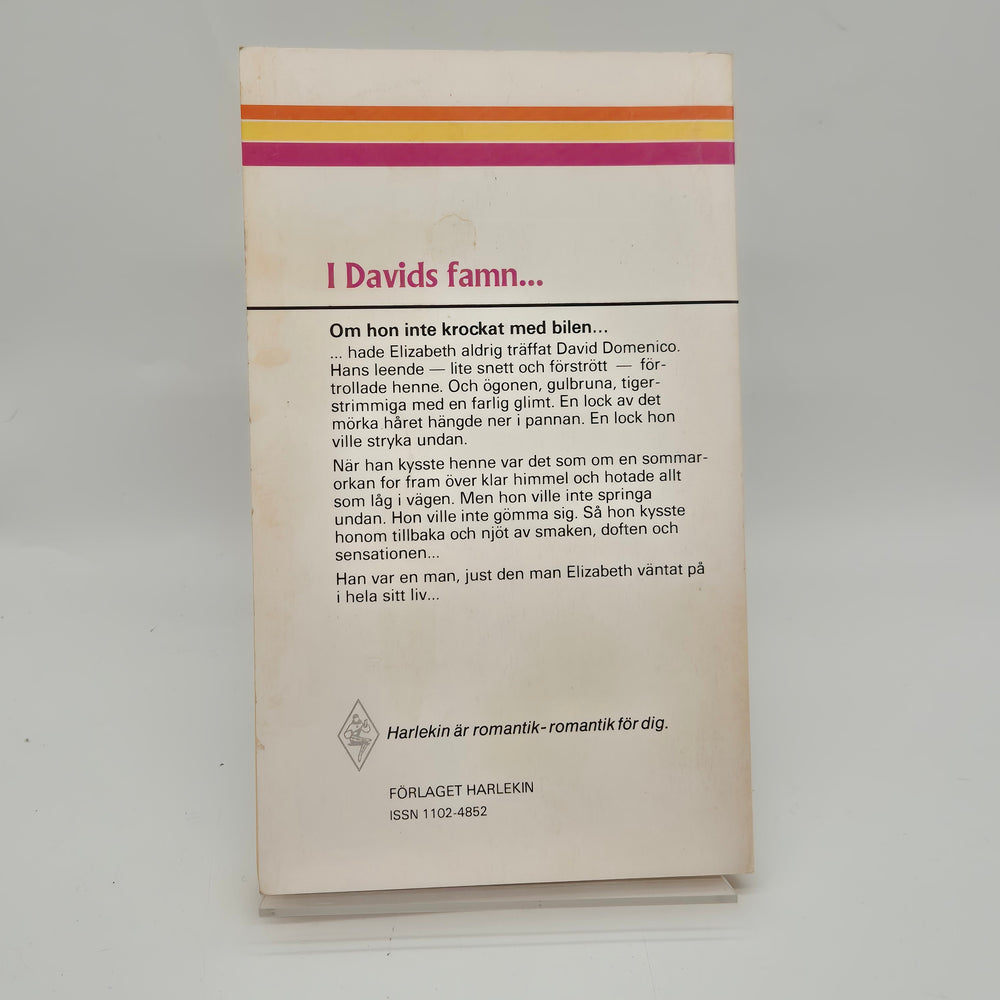 I Davids famn...
Om hon inte krockat med bilen...
... hade Elizabeth aldrig träffat David Domenico.
Hans leende — lite snett och förstrött — för-
trollade henne. Och ögonen, gulbruna, tiger-
strimmiga med en farlig glimt. En lock av det
mörka håret hängde ner i pannan. En lock hon
ville stryka undan.
När han kysste henne var det som om en sommar-
orkan for fram över klar himmel och hotade allt
som låg i vägen. Men hon ville inte springa
undan. Hon ville inte gömma sig. Så hon kysste
honom tillbaka och njöt av smaken, doften och
sensationen...
Han var en man, just den man Elizabeth väntat på
i hela sitt liv...
Harlekin är romantik-romantik för dig.
FÖRLAGET HARLEKIN
ISSN 1102-4852